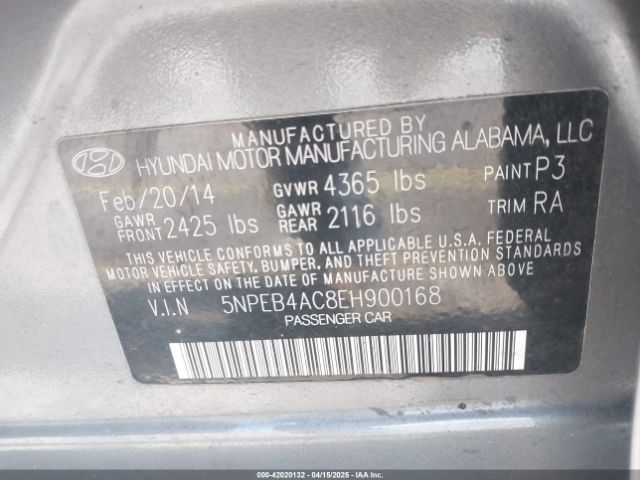 MANUFACTURED BY
HYUNDAI MOTOR MANUFACTURING ALABAMA, LLC
Feb/20/14 GVWR 4365 lbs PAINT P3
GAWR FRONT 2425 lbs GAWR REAR 2116 lbs TRIM RA
THIS VEHICLE CONFORMS TO ALL APPLICABLE U.S.A. FEDERAL
MOTOR VEHICLE SAFETY, BUMPER, AND THEFT PREVENTION STANDARDS
IN EFFECT ON THE DATE OF MANUFACTURE SHOWN ABOVE.
V.I.N 5NPEB4AC8EH900168
PASSENGER CAR
000-42020132 - 04/15/2025 - IAAI.COM